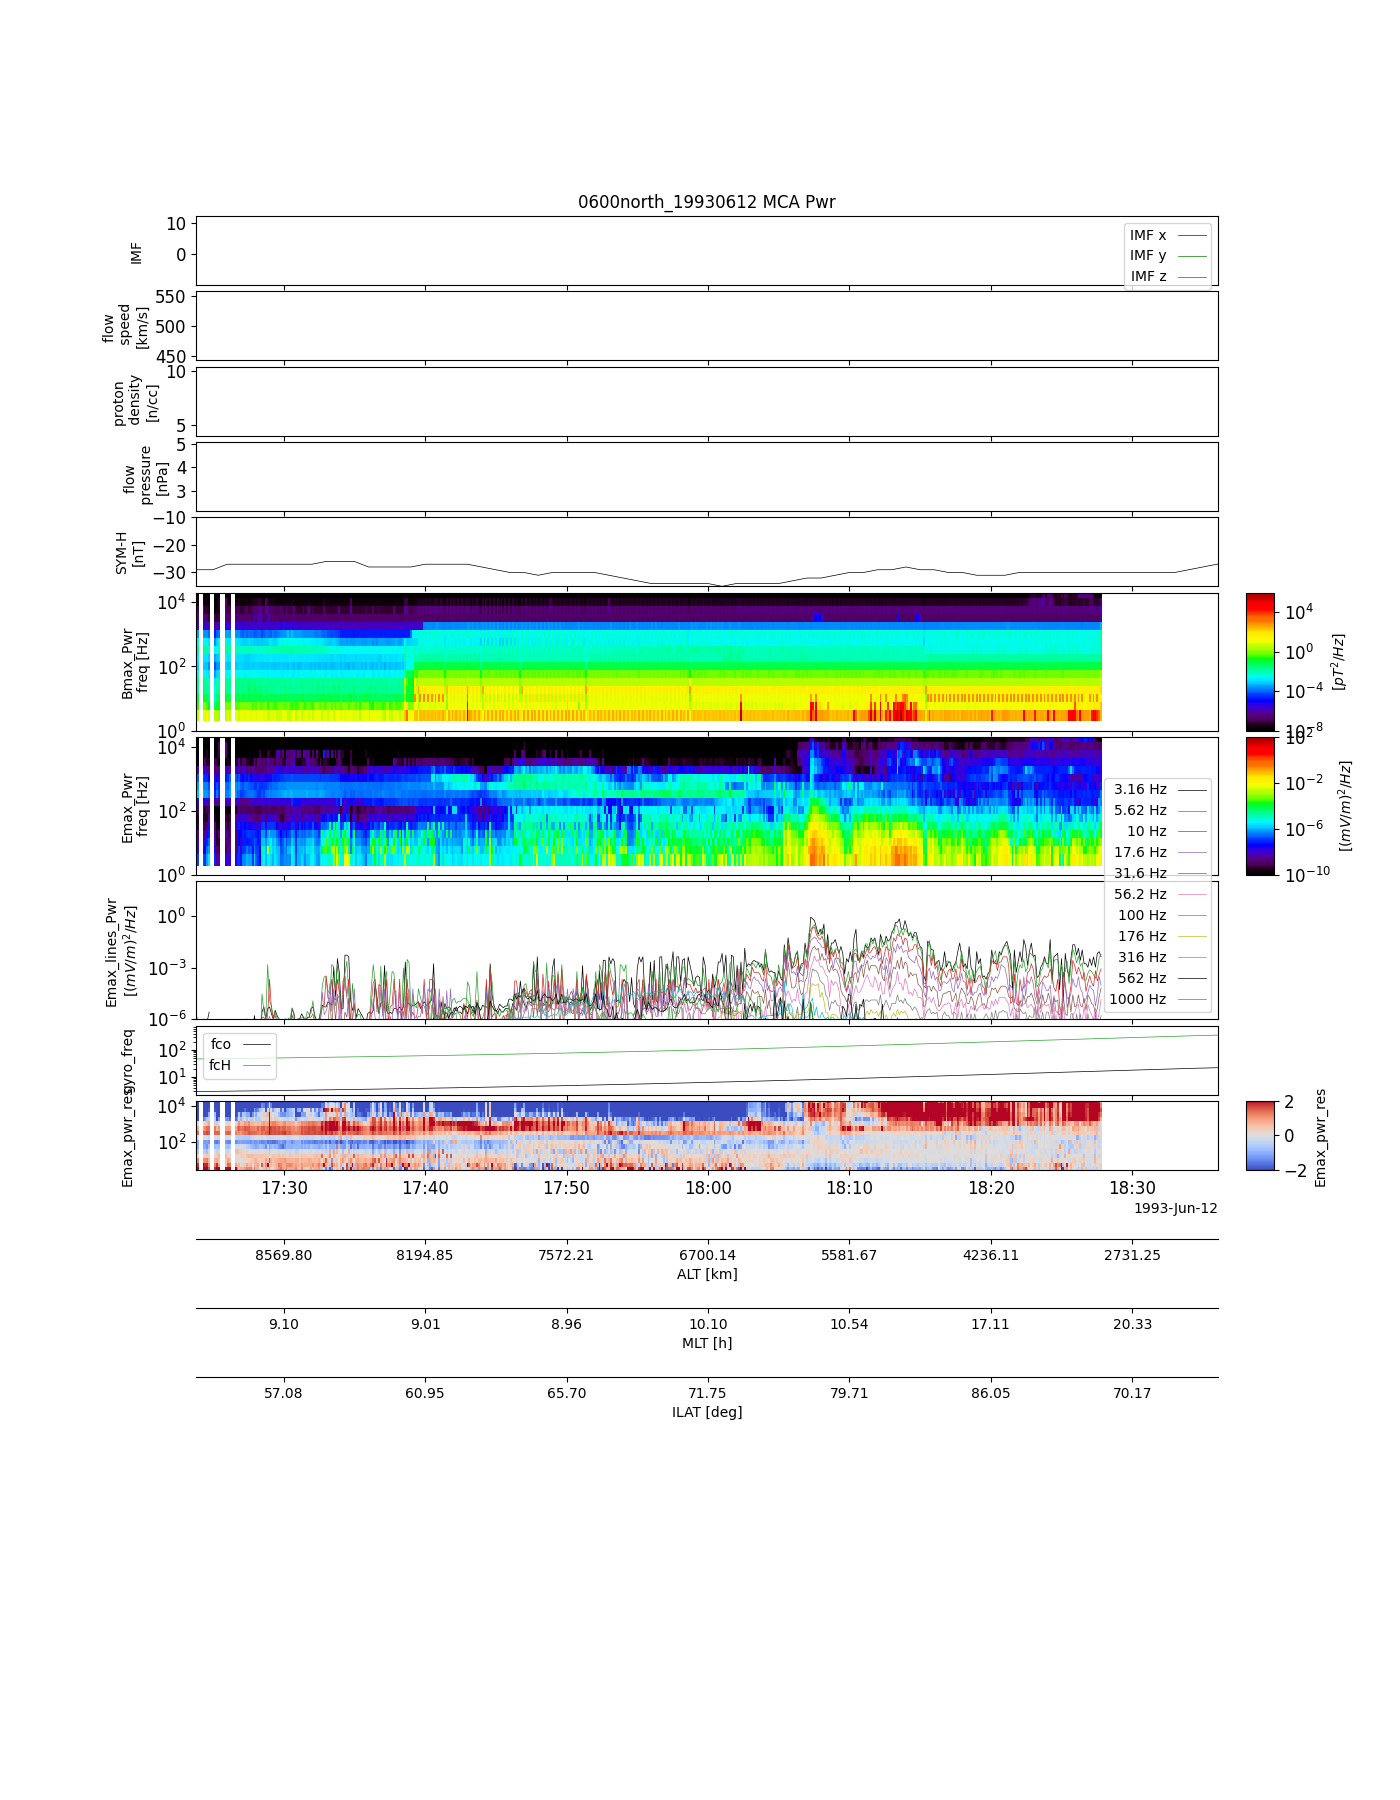 0600north_19930612 MCA Pwr
10
0
IMF
IMF x
IMF y
IMF z
550
500
450
flow
speed
[km/s]
10
5
proton
density
[n/cc]
5
4
3
flow
pressure
[nPa]
−10
−20
−30
SYM-H
[nT]
10^4
10^2
10^0
Bmax_Pwr
freq [Hz]
10^4
10^0
10^−4
10^−8
[pT^2/Hz]
10^4
10^2
10^0
Emax_Pwr
freq [Hz]
10^2
10^−2
10^−6
10^−10
[(mV/m)^2/Hz]
3.16 Hz
5.62 Hz
10 Hz
17.6 Hz
31.6 Hz
56.2 Hz
100 Hz
176 Hz
316 Hz
562 Hz
1000 Hz
10^0
10^−3
10^−6
Emax_lines_Pwr
[(mV/m)^2/Hz]
fco
fcH
10^2
10^1
gyro_freq
10^4
10^2
Emax_pwr_res
2
0
−2
Emax_pwr_res
17:30 17:40 17:50 18:00 18:10 18:20 18:30
1993-Jun-12
8569.80 8194.85 7572.21 6700.14 5581.67 4236.11 2731.25
ALT [km]
9.10 9.01 8.96 10.10 10.54 17.11 20.33
MLT [h]
57.08 60.95 65.70 71.75 79.71 86.05 70.17
ILAT [deg]